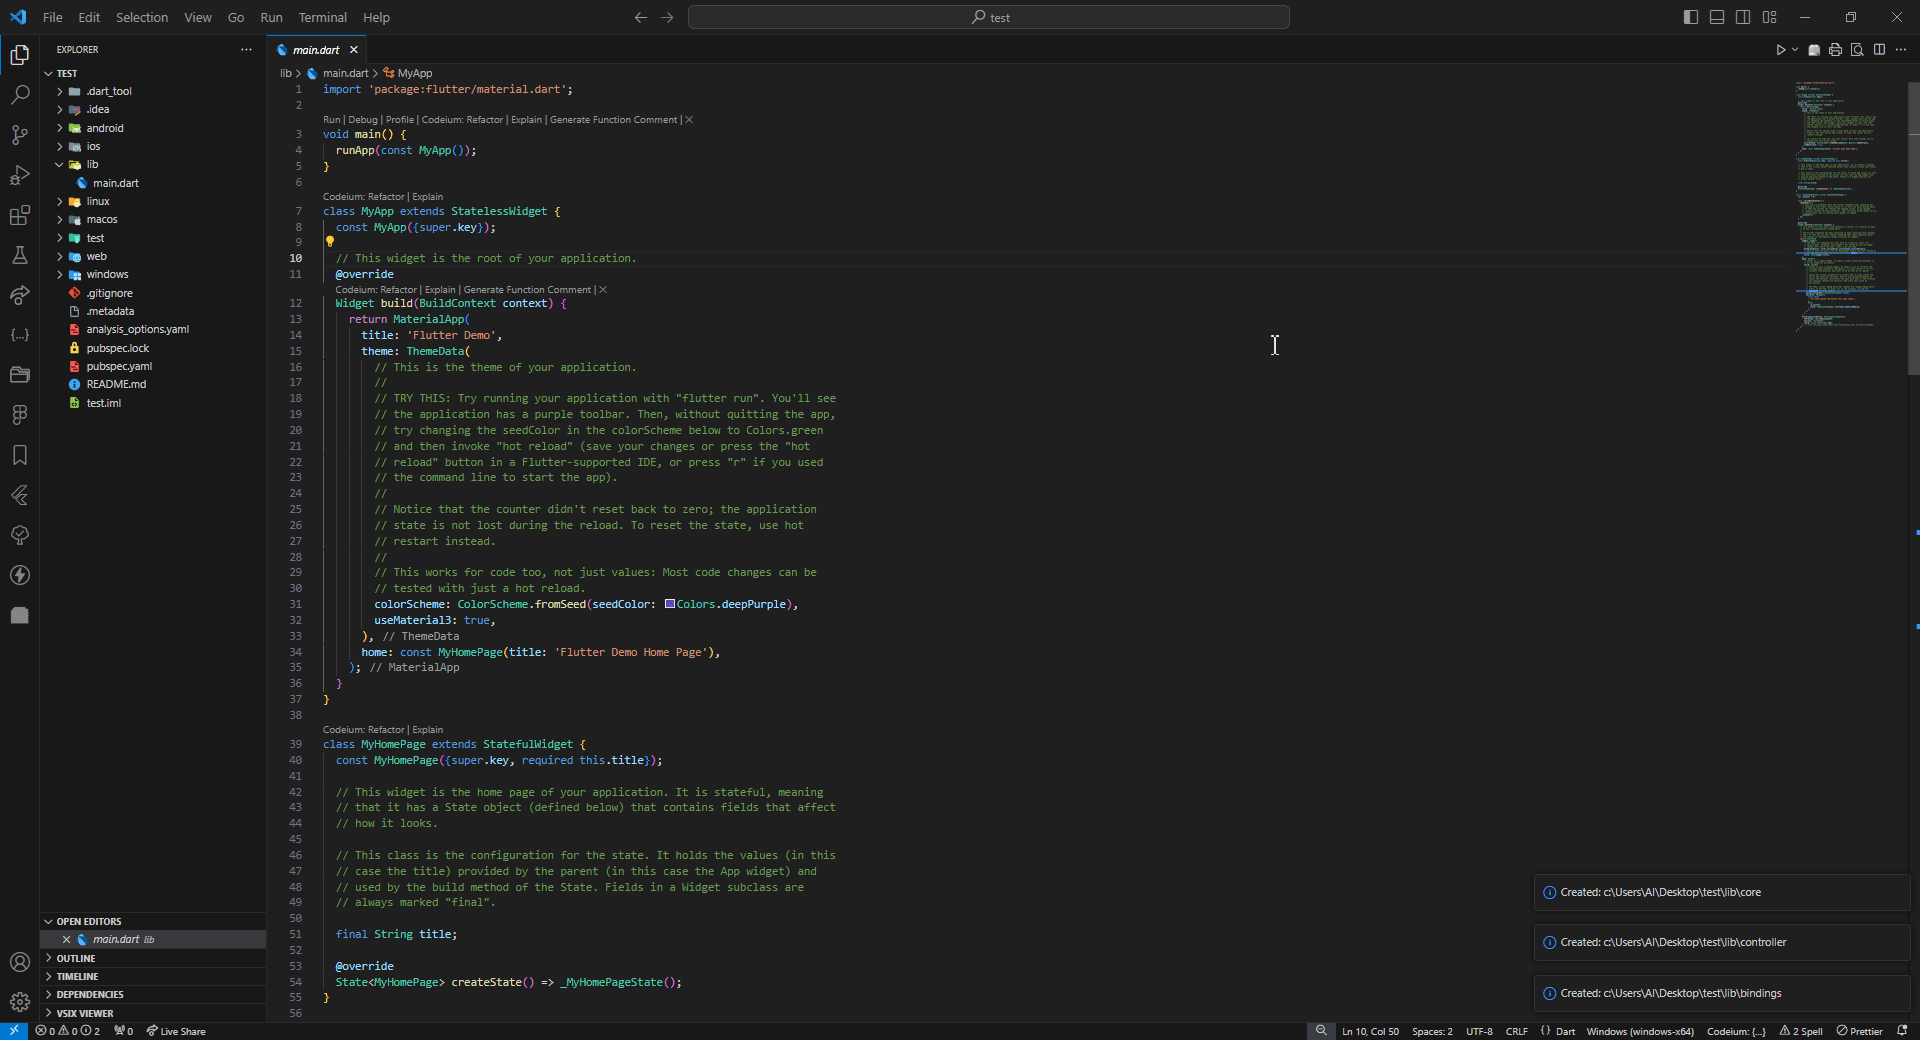 File Edit Selection View Go Run Terminal Help
test
EXPLORER
TEST
.dart_tool
.idea
android
ios
lib
main.dart
linux
macos
test
web
windows
.gitignore
.metadata
analysis_options.yaml
pubspec.lock
pubspec.yaml
README.md
test.iml
OPEN EDITORS
main.dart lib
OUTLINE
TIMELINE
DEPENDENCIES
VSIX VIEWER
main.dart
lib > main.dart > MyApp
1 import 'package:flutter/material.dart';
2
Run | Debug | Profile | Codeium: Refactor | Explain | Generate Function Comment | X
3 void main() {
4 runApp(const MyApp());
5 }
6
Codeium: Refactor | Explain
7 class MyApp extends StatelessWidget {
8 const MyApp({super.key});
9
10 // This widget is the root of your application.
11 @override
Codeium: Refactor | Explain | Generate Function Comment | X
12 Widget build(BuildContext context) {
13 return MaterialApp(
14 title: 'Flutter Demo',
15 theme: ThemeData(
16 // This is the theme of your application.
17 //
18 // TRY THIS: Try running your application with "flutter run". You'll see
19 // the application has a purple toolbar. Then, without quitting the app,
20 // try changing the seedColor in the colorScheme below to Colors.green
21 // and then invoke "hot reload" (save your changes or press the "hot
22 // reload" button in a Flutter-supported IDE, or press "r" if you used
23 // the command line to start the app).
24 //
25 // Notice that the counter didn't reset back to zero; the application
26 // state is not lost during the reload. To reset the state, use hot
27 // restart instead.
28 //
29 // This works for code too, not just values: Most code changes can be
30 // tested with just a hot reload.
31 colorScheme: ColorScheme.fromSeed(seedColor: Colors.deepPurple),
32 useMaterial3: true,
33 ), // ThemeData
34 home: const MyHomePage(title: 'Flutter Demo Home Page'),
35 ); // MaterialApp
36 }
37 }
38
Codeium: Refactor | Explain
39 class MyHomePage extends StatefulWidget {
40 const MyHomePage({super.key, required this.title});
41
42 // This widget is the home page of your application. It is stateful, meaning
43 // that it has a State object (defined below) that contains fields that affect
44 // how it looks.
45
46 // This class is the configuration for the state. It holds the values (in this
47 // case the title) provided by the parent (in this case the App widget) and
48 // used by the build method of the State. Fields in a Widget subclass are
49 // always marked "final".
50
51 final String title;
52
53 @override
54 State<MyHomePage> createState() => _MyHomePageState();
55 }
56
Created: c:\Users\AI\Desktop\test\lib\core
Created: c:\Users\AI\Desktop\test\lib\controller
Created: c:\Users\AI\Desktop\test\lib\bindings
0 0 2 0 Live Share
Ln 10, Col 50 Spaces: 2 UTF-8 CRLF {} Dart Windows (windows-x64) Codeium: {...} 2 Spell Prettier